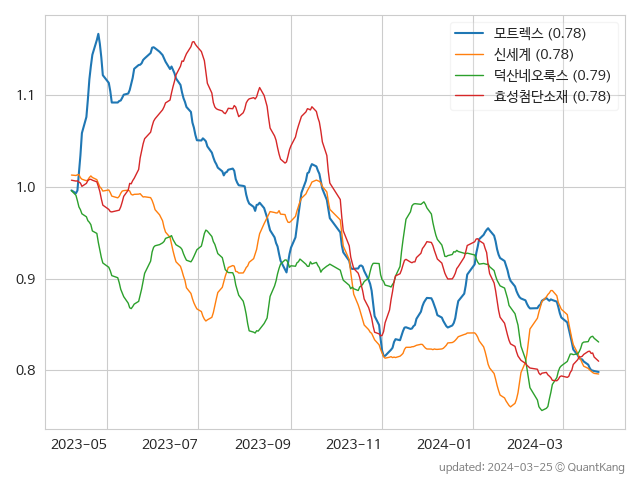 모트렉스 (0.78)
신세계 (0.78)
덕산네오룩스 (0.79)
효성첨단소재 (0.78)
1.1
1.0
0.9
0.8
2023-05 2023-07 2023-09 2023-11 2024-01 2024-03
updated: 2024-03-25 © QuantKang